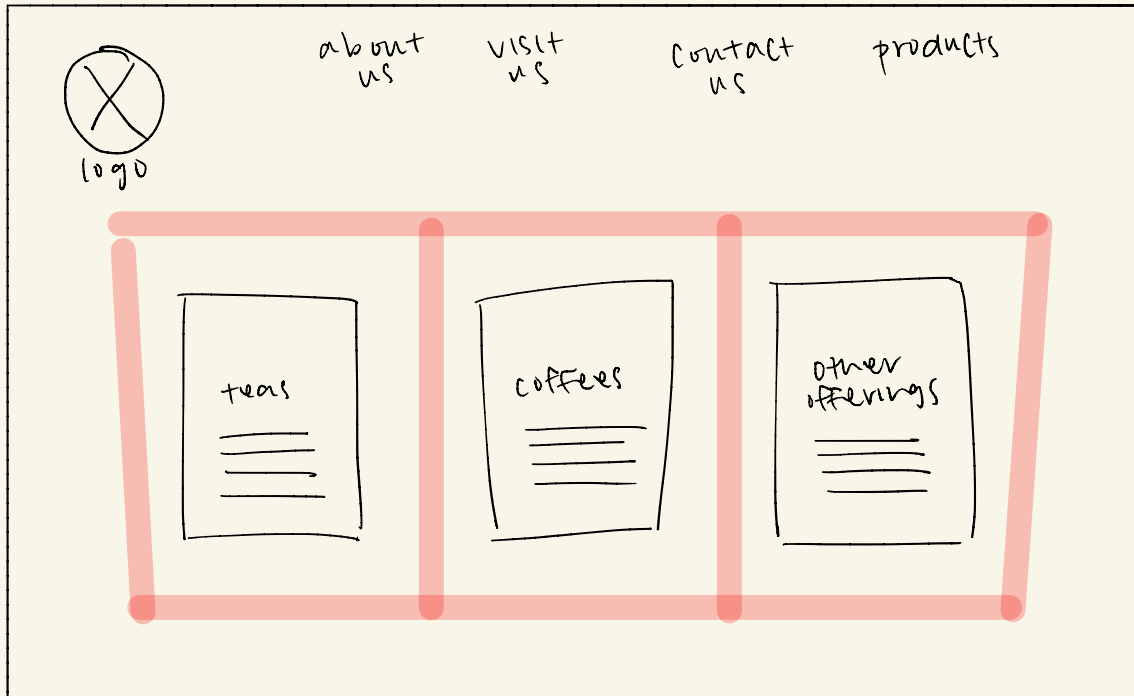 about
us
visit
us
contact
us
products
logo
teas
coffees
other
offerings